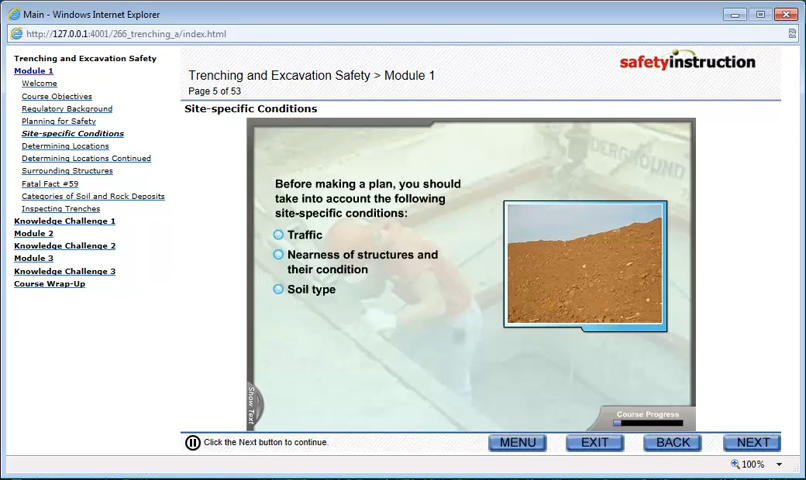 Main - Windows Internet Explorer
http://127.0.0.1:4001/266_trenching_a/index.html
Trenching and Excavation Safety
Module 1
Welcome
Course Objectives
Regulatory Background
Planning for Safety
Site-specific Conditions
Determining Locations
Determining Locations Continued
Surrounding Structures
Fatal Fact #59
Categories of Soil and Rock Deposits
Inspecting Trenches
Knowledge Challenge 1
Module 2
Knowledge Challenge 2
Module 3
Knowledge Challenge 3
Course Wrap-Up
safetyinstruction
Trenching and Excavation Safety > Module 1
Page 5 of 53
Site-specific Conditions
DERGROUND
Before making a plan, you should
take into account the following
site-specific conditions:
Traffic
Nearness of structures and
their condition
Soil type
Show Text
Course Progress
Click the Next button to continue.
MENU
EXIT
BACK
NEXT
100%